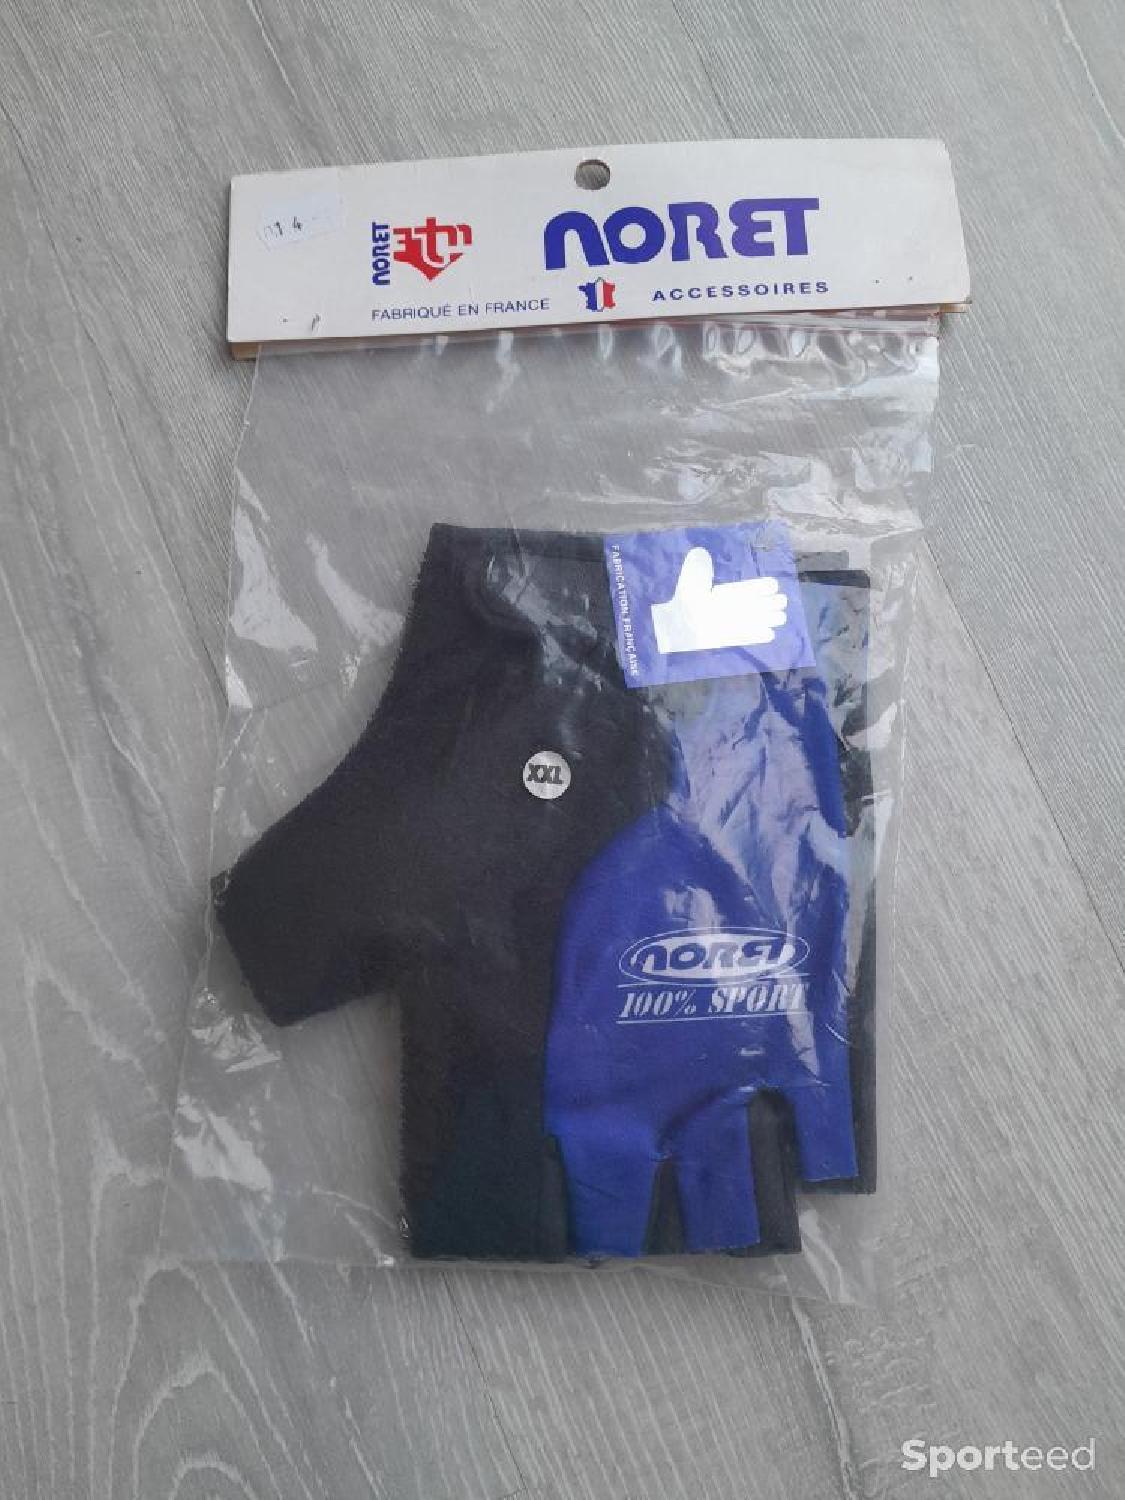 NORET
NORET
FABRIQUÉ EN FRANCE
ACCESSOIRES
FABRICATION FRANÇAISE
XXL
NORET
100% SPORT
Sporteed